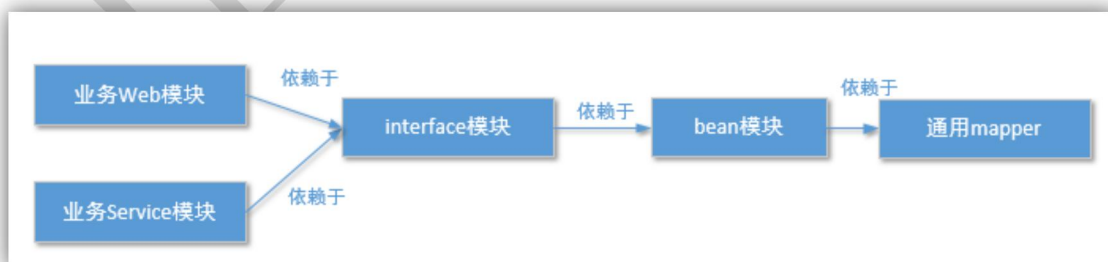 业务Web模块
依赖于
interface模块
依赖于
bean模块
依赖于
通用mapper
业务Service模块
依赖于